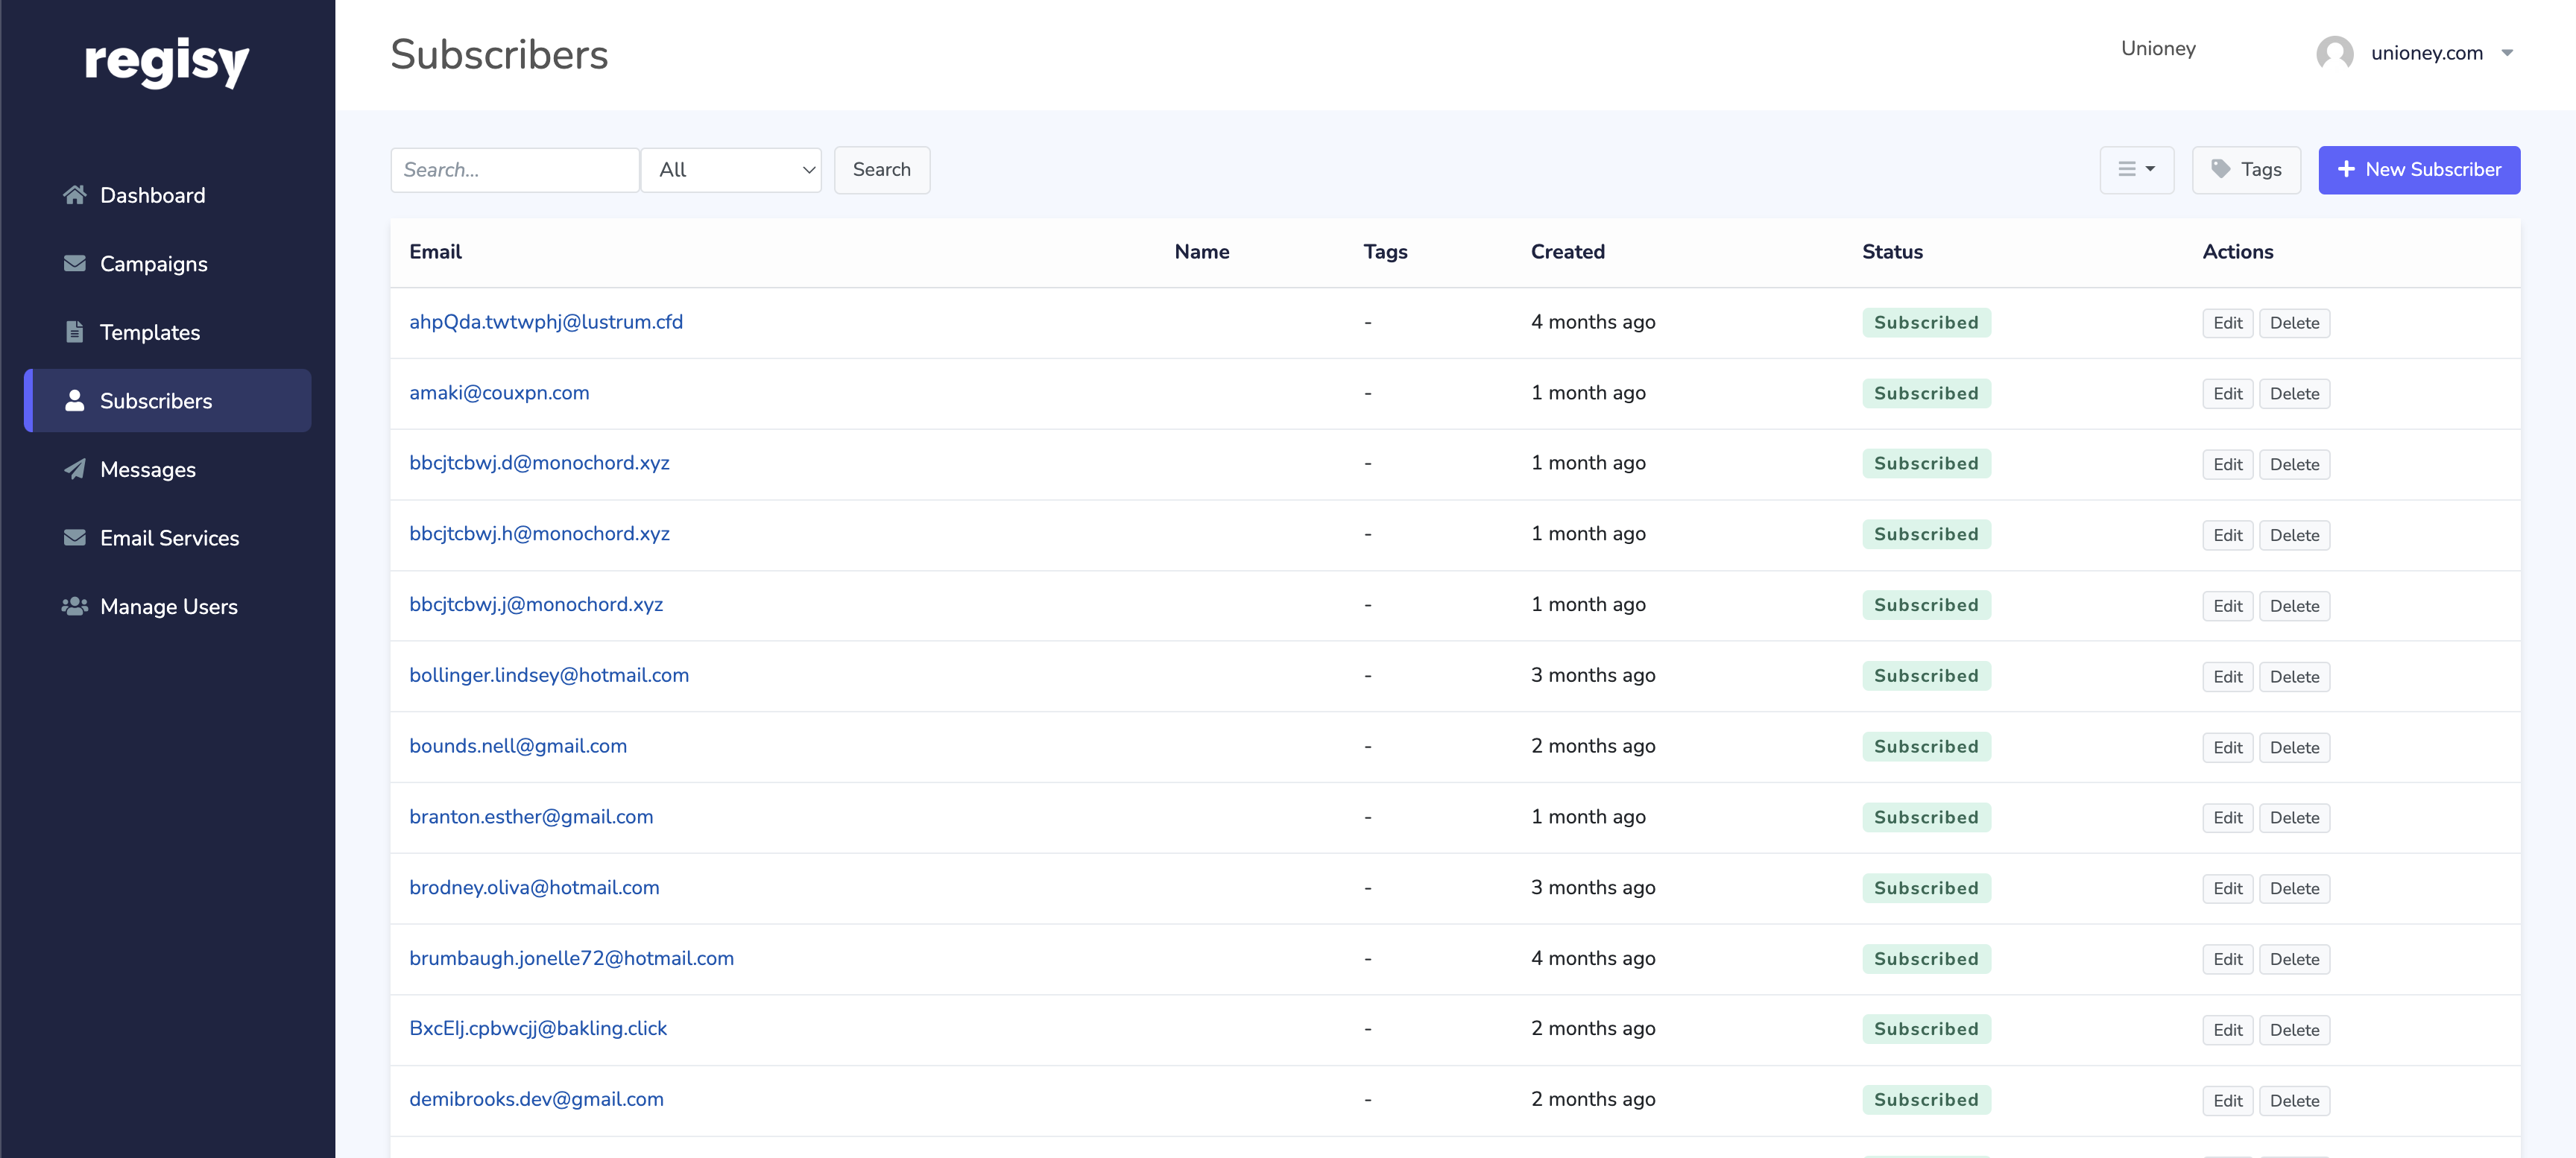 regisy
Subscribers
Unioney
unioney.com
Dashboard
Campaigns
Templates
Subscribers
Messages
Email Services
Manage Users
Search...
All
Search
Tags
New Subscriber
Email Name Tags Created Status Actions
ahpQda.twtwphj@lustrum.cfd - 4 months ago Subscribed Edit Delete
amaki@couxpn.com - 1 month ago Subscribed Edit Delete
bbcjtcbwj.d@monochord.xyz - 1 month ago Subscribed Edit Delete
bbcjtcbwj.h@monochord.xyz - 1 month ago Subscribed Edit Delete
bbcjtcbwj.j@monochord.xyz - 1 month ago Subscribed Edit Delete
bollinger.lindsey@hotmail.com - 3 months ago Subscribed Edit Delete
bounds.nell@gmail.com - 2 months ago Subscribed Edit Delete
branton.esther@gmail.com - 1 month ago Subscribed Edit Delete
brodney.oliva@hotmail.com - 3 months ago Subscribed Edit Delete
brumbaugh.jonelle72@hotmail.com - 4 months ago Subscribed Edit Delete
BxcElj.cpbwcjj@bakling.click - 2 months ago Subscribed Edit Delete
demibrooks.dev@gmail.com - 2 months ago Subscribed Edit Delete